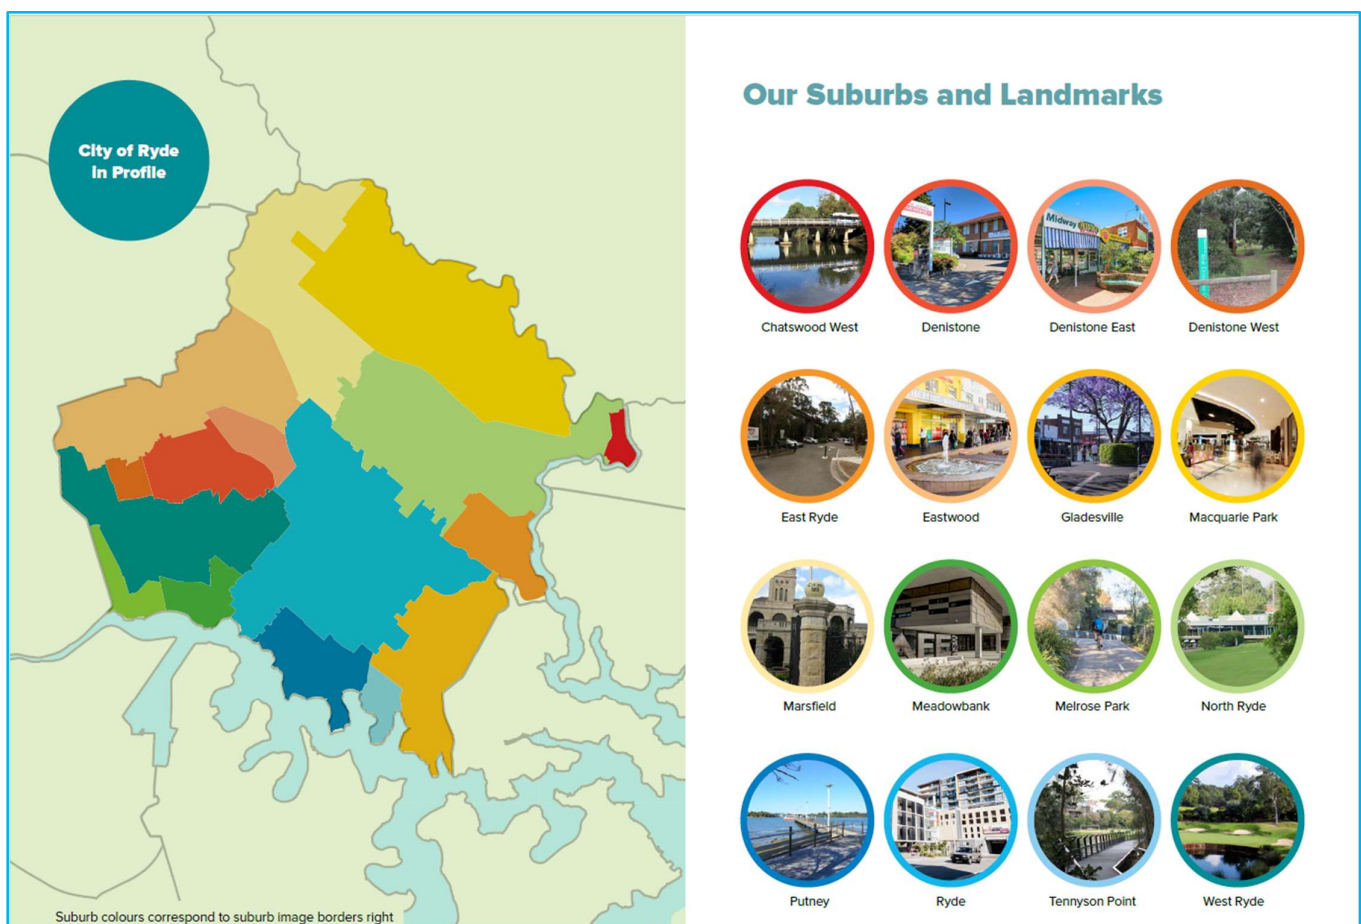 City of Ryde
In Profile
Our Suburbs and Landmarks
Midway
Chatswood West
Denistone
Denistone East
Denistone West
East Ryde
Eastwood
Gladesville
Macquarie Park
Marsfield
Meadowbank
Melrose Park
North Ryde
Putney
Ryde
Tennyson Point
West Ryde
Suburb colours correspond to suburb image borders right